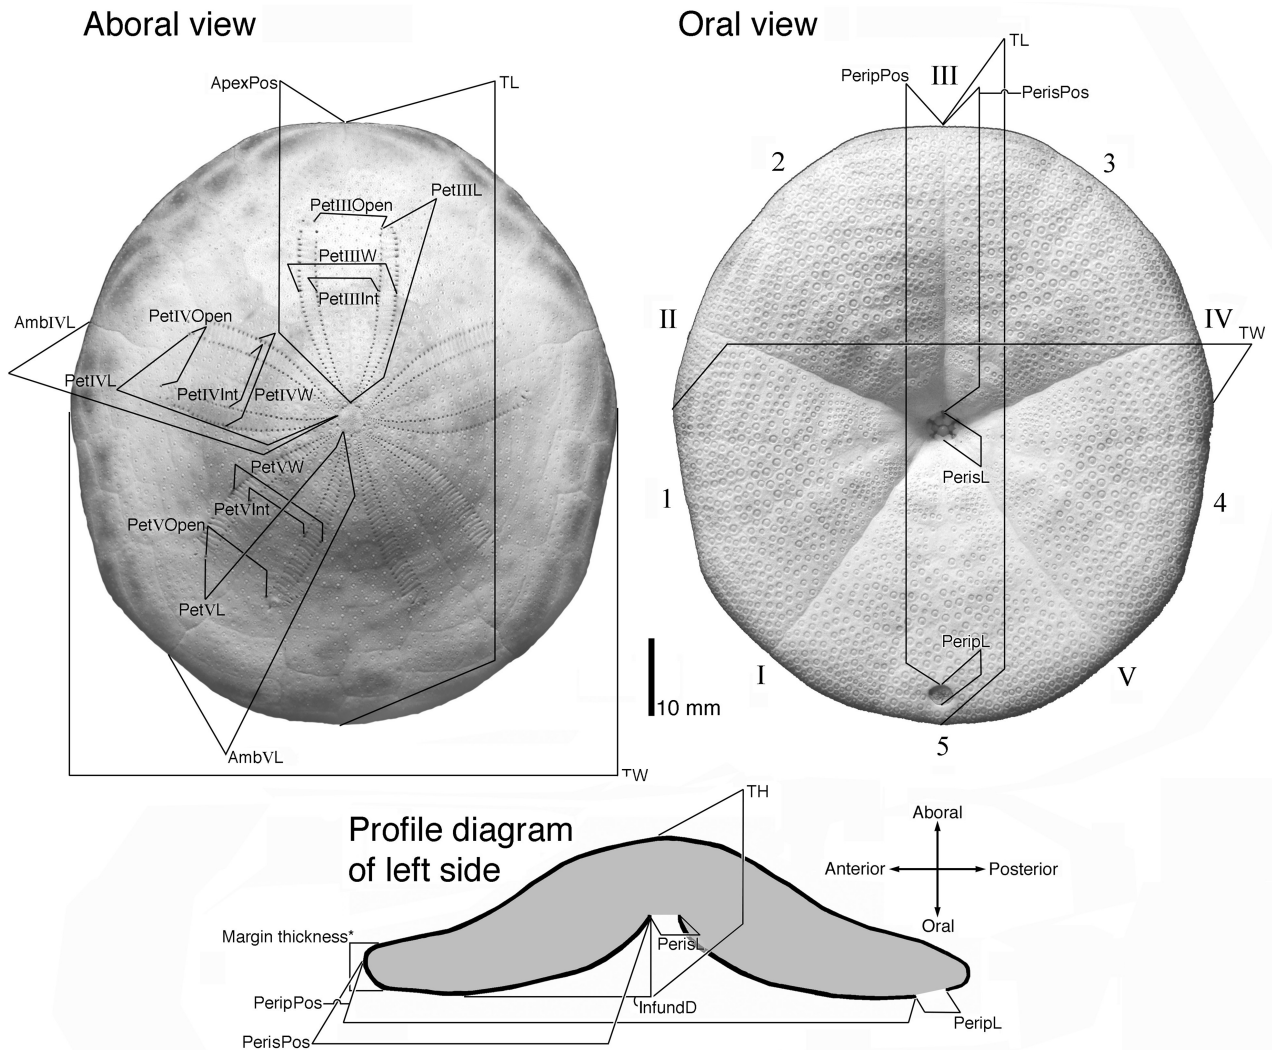 Aboral view
Oral view
ApexPos
TL
TL
PeripPos
III
PerisPos
2
3
PetIIIL
PetIIIOpen
PetIIIW
PetIIIInt
AmbIVL
PetIVOpen
II
IV
TW
PetIVL
PetIVInt
PetIVW
PetVW
PerisL
PetVInt
1
4
PetVOpen
PetVL
PeripL
I
V
10 mm
5
AmbVL
TW
TH
Profile diagram
of left side
Aboral
Anterior
Posterior
Oral
Margin thickness*
PerisL
PeripPos
InfundD
PeripL
PerisPos